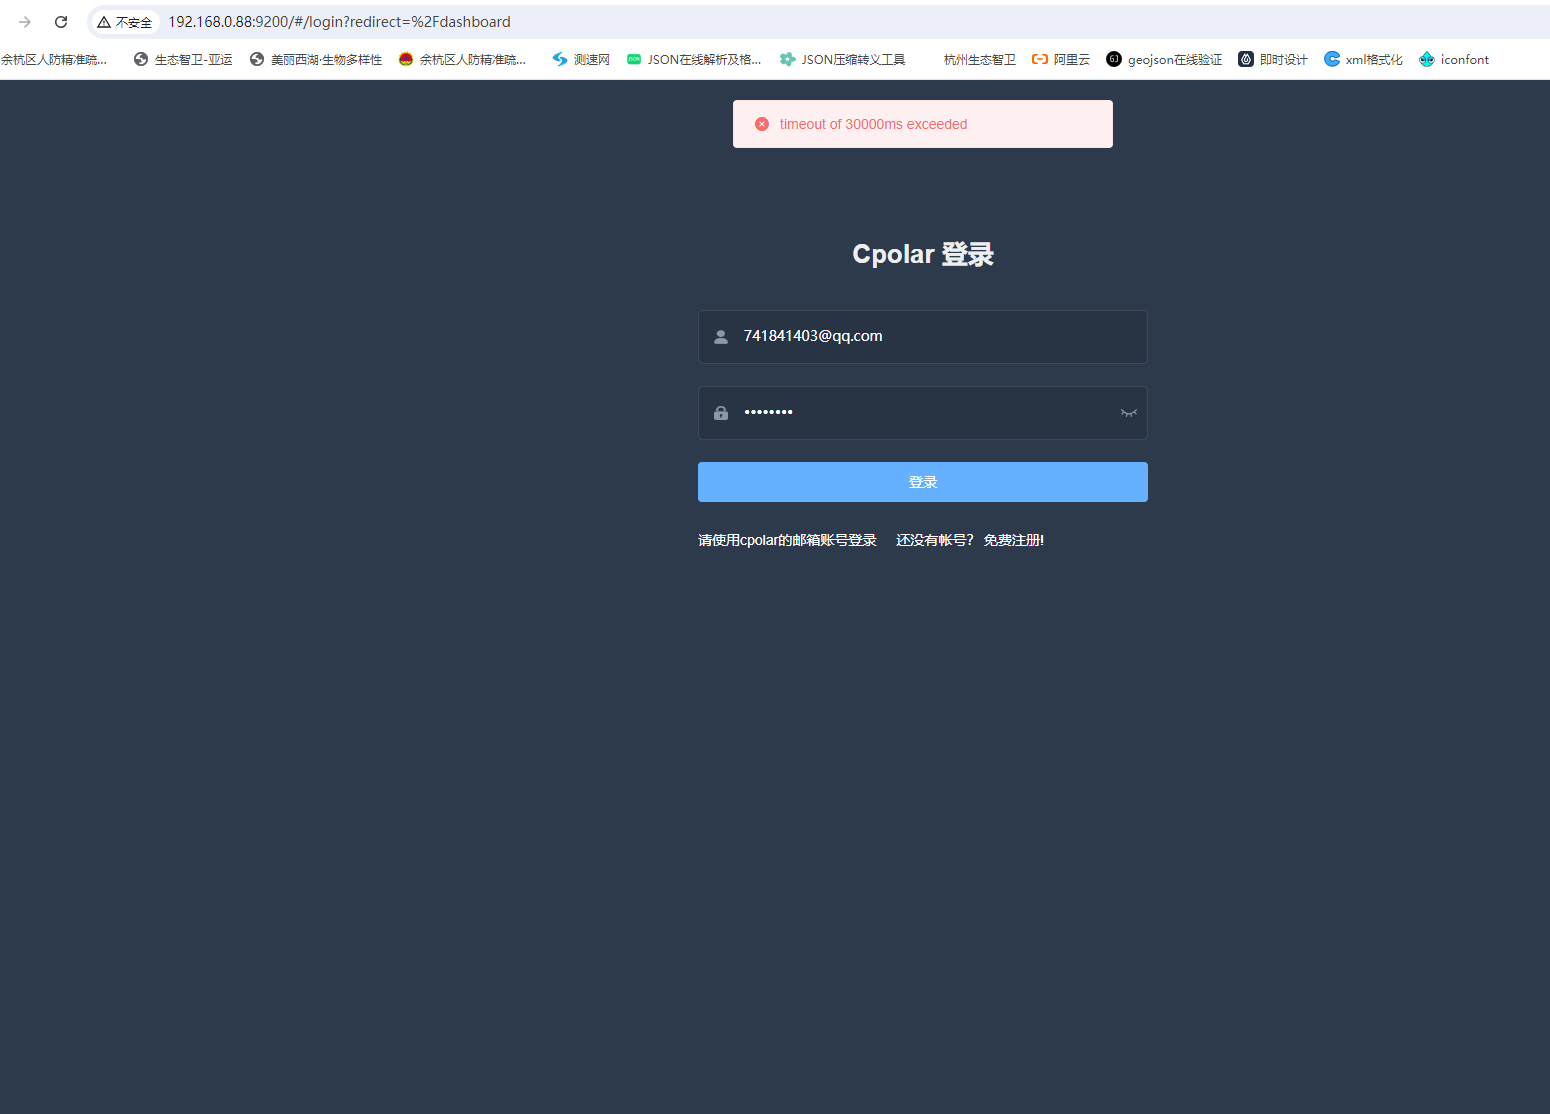 不安全 192.168.0.88:9200/#/login?redirect=%2Fdashboard
余杭区人防精准疏... 生态智卫-亚运 美丽西湖·生物多样性 余杭区人防精准疏... 测速网 JSON在线解析及格... JSON压缩转义工具 杭州生态智卫 阿里云 geojson在线验证 即时设计 xml格式化 iconfont
timeout of 30000ms exceeded
Cpolar 登录
741841403@qq.com
••••••••
登录
请使用cpolar的邮箱账号登录 还没有帐号? 免费注册!